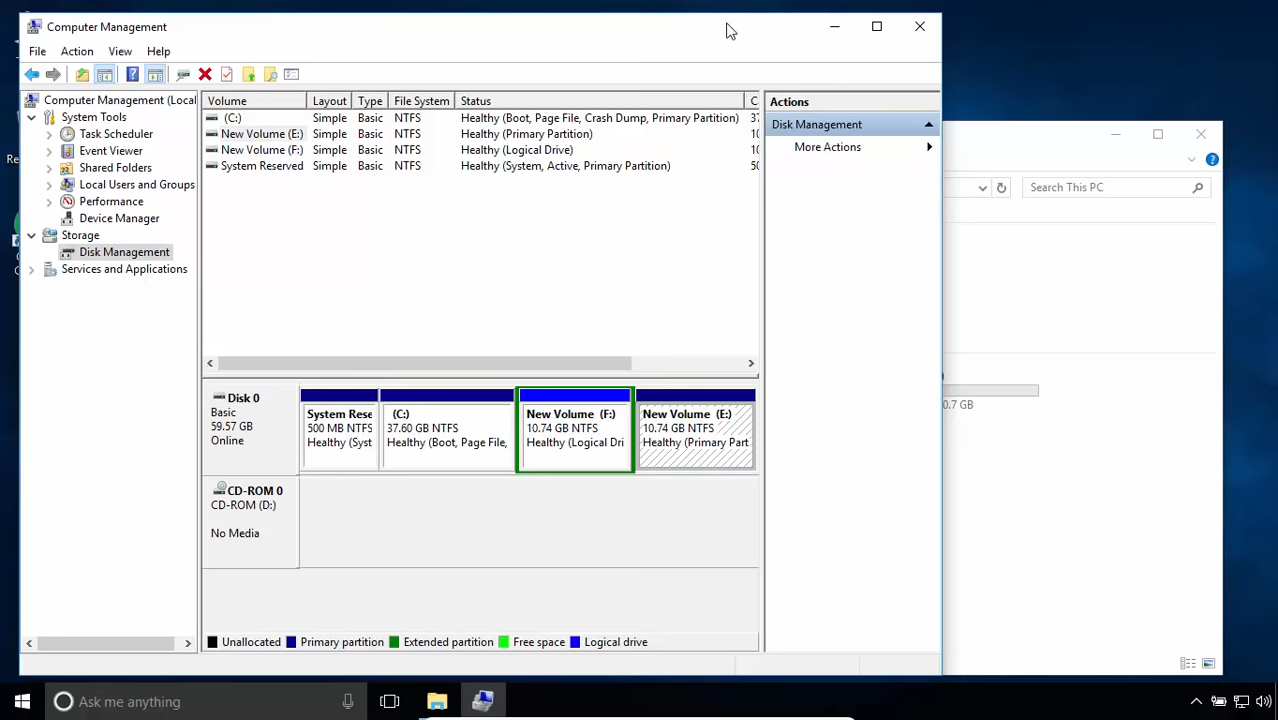 Computer Management
File Action View Help
Computer Management (Local
System Tools
Task Scheduler
Event Viewer
Shared Folders
Local Users and Groups
Performance
Device Manager
Storage
Disk Management
Services and Applications
Volume Layout Type File System Status
(C:) Simple Basic NTFS Healthy (Boot, Page File, Crash Dump, Primary Partition)
New Volume (E:) Simple Basic NTFS Healthy (Primary Partition)
New Volume (F:) Simple Basic NTFS Healthy (Logical Drive)
System Reserved Simple Basic NTFS Healthy (System, Active, Primary Partition)
Disk 0
Basic
59.57 GB
Online
System Rese
500 MB NTFS
Healthy (Syst
(C:)
37.60 GB NTFS
Healthy (Boot, Page File,
New Volume (F:)
10.74 GB NTFS
Healthy (Logical Dri
New Volume (E:)
10.74 GB NTFS
Healthy (Primary Part
CD-ROM 0
CD-ROM (D:)
No Media
Unallocated Primary partition Extended partition Free space Logical drive
Actions
Disk Management
More Actions
Search This PC
0.7 GB
Ask me anything